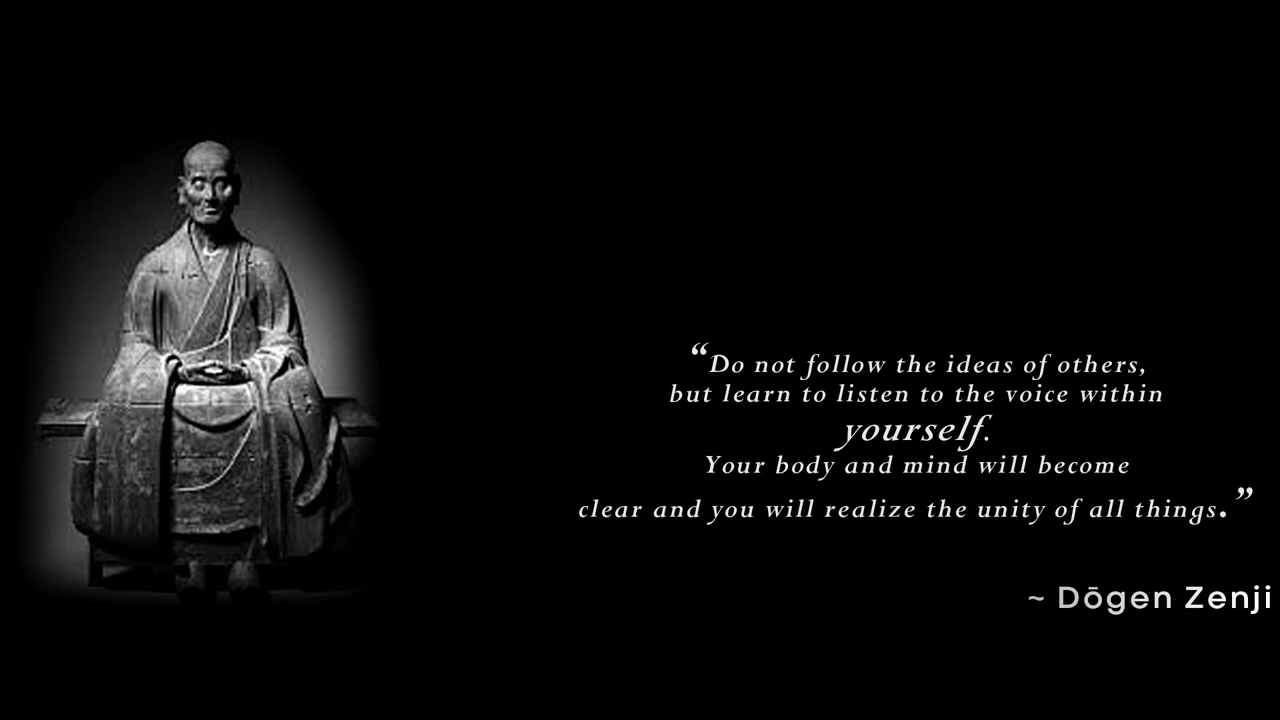 “Do not follow the ideas of others,
but learn to listen to the voice within
yourself.
Your body and mind will become
clear and you will realize the unity of all things.”
~ Dōgen Zenji